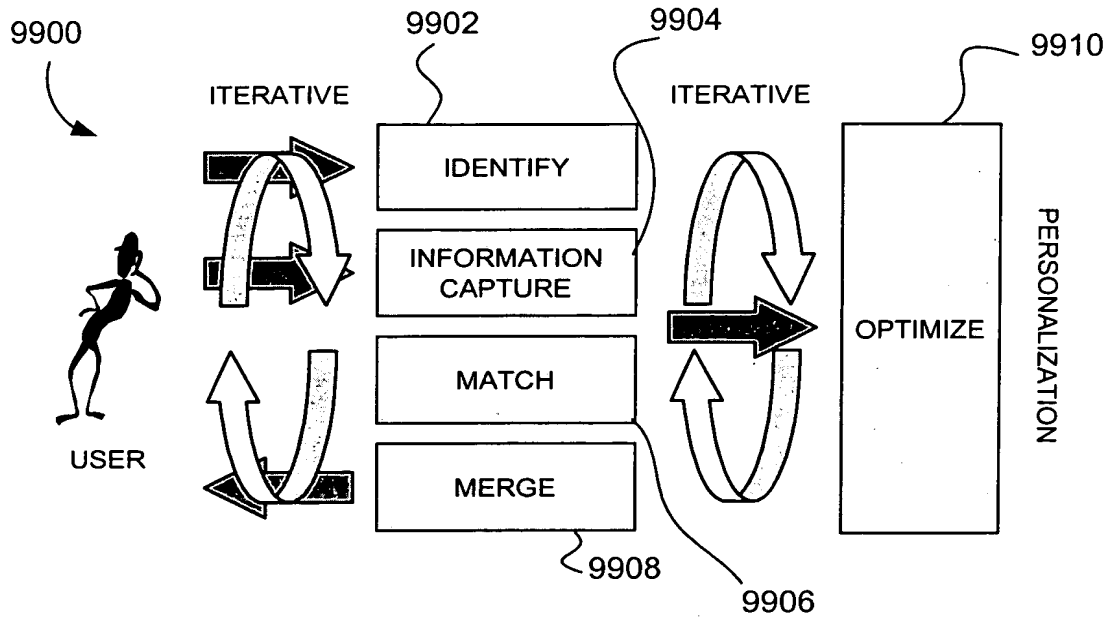 9900
9902
9904
9910
ITERATIVE
ITERATIVE
IDENTIFY
INFORMATION
CAPTURE
MATCH
MERGE
OPTIMIZE
PERSONALIZATION
USER
9908
9906